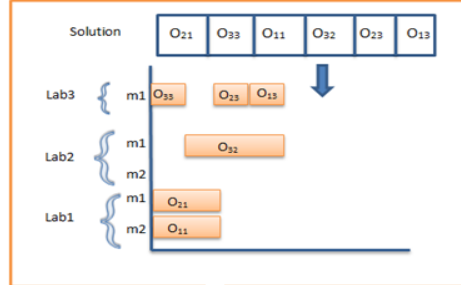 Solution O₂₁ O₃₃ O₁₁ O₃₂ O₂₃ O₁₃
Lab3 m1 O₃₃ O₂₃ O₁₃
Lab2 m1 O₃₂
m2
Lab1 m1 O₂₁
m2 O₁₁